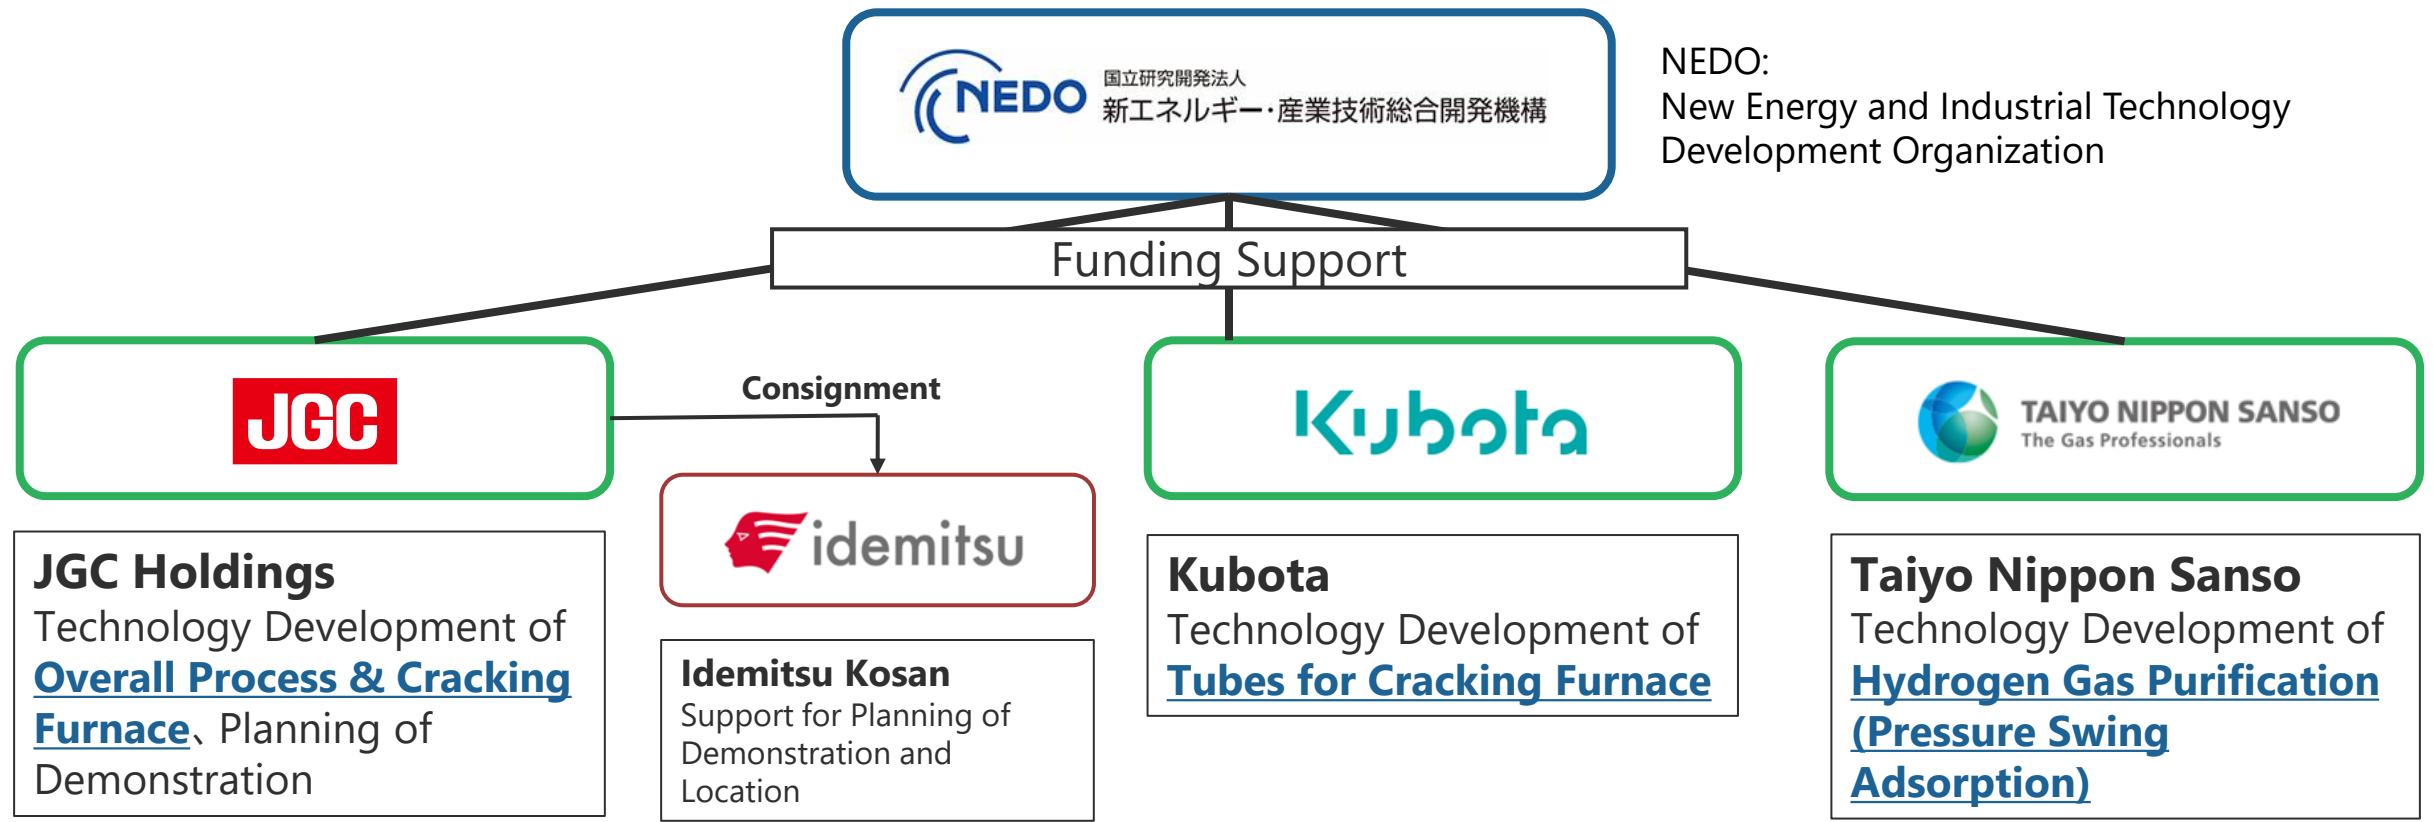 NEDO
国立研究開発法人
新エネルギー・産業技術総合開発機構
NEDO:
New Energy and Industrial Technology
Development Organization
Funding Support
JGC
Consignment
idemitsu
Kubota
TAIYO NIPPON SANSO
The Gas Professionals
JGC Holdings
Technology Development of
Overall Process & Cracking
Furnace、Planning of
Demonstration
Idemitsu Kosan
Support for Planning of
Demonstration and
Location
Kubota
Technology Development of
Tubes for Cracking Furnace
Taiyo Nippon Sanso
Technology Development of
Hydrogen Gas Purification
(Pressure Swing
Adsorption)